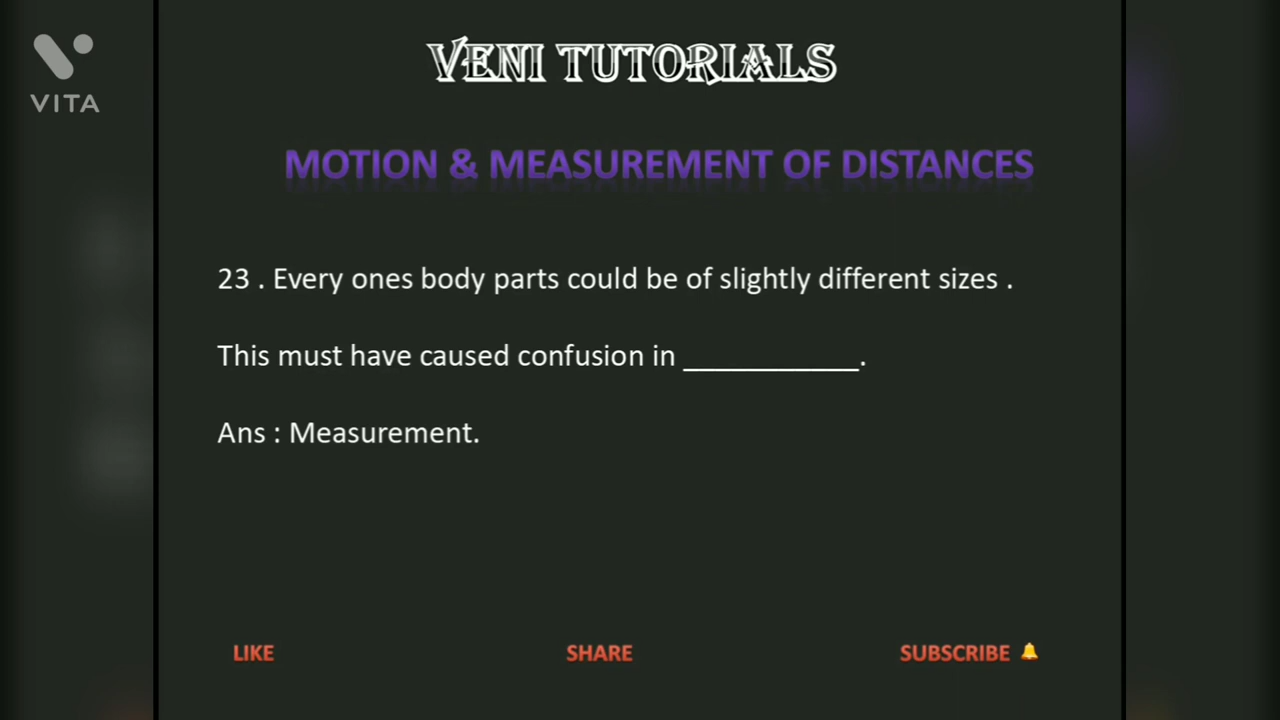 VITA
VENI TUTORIALS
MOTION & MEASUREMENT OF DISTANCES
23 . Every ones body parts could be of slightly different sizes .
This must have caused confusion in ___________.
Ans : Measurement.
LIKE SHARE SUBSCRIBE 🔔